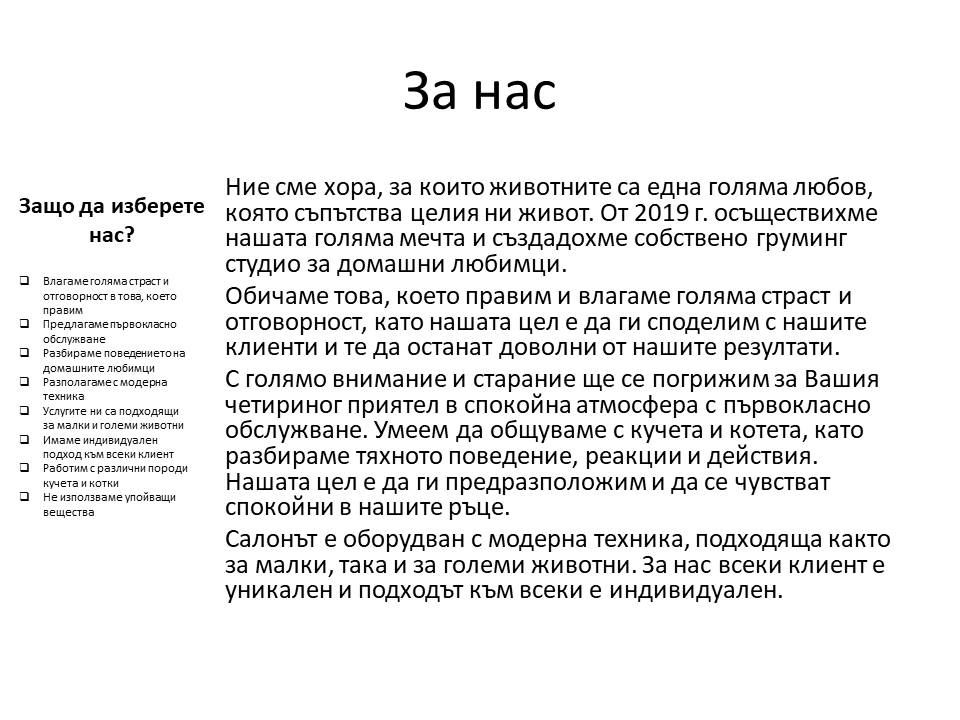 За нас
Защо да изберете
нас?
❑ Влагаме голяма страст и
отговорност в това, което
правим
❑ Предлагаме първокласно
обслужване
❑ Разбираме поведението на
домашните любимци
❑ Разполагаме с модерна
техника
❑ Услугите ни са подходящи
за малки и големи животни
❑ Имаме индивидуален
подход към всеки клиент
❑ Работим с различни породи
кучета и котки
❑ Не използваме упойващи
вещества
Ние сме хора, за които животните са една голяма любов,
която съпътства целия ни живот. От 2019 г. осъществихме
нашата голяма мечта и създадохме собствено груминг
студио за домашни любимци.
Обичаме това, което правим и влагаме голяма страст и
отговорност, като нашата цел е да ги споделим с нашите
клиенти и те да останат доволни от нашите резултати.
С голямо внимание и старание ще се погрижим за Вашия
четириног приятел в спокойна атмосфера с първокласно
обслужване. Умеем да общуваме с кучета и котета, като
разбираме тяхното поведение, реакции и действия.
Нашата цел е да ги предразположим и да се чувстват
спокойни в нашите ръце.
Салонът е оборудван с модерна техника, подходяща както
за малки, така и за големи животни. За нас всеки клиент е
уникален и подходът към всеки е индивидуален.